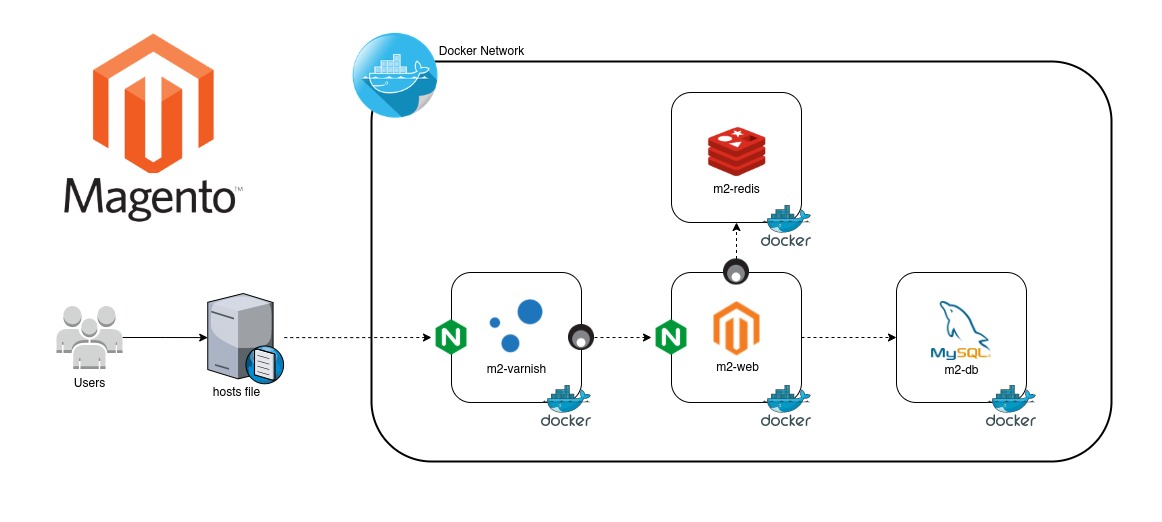 Magento™
Docker Network
m2-redis
docker
Users
hosts file
N
m2-varnish
docker
N
m2-web
docker
MySQL
m2-db
docker